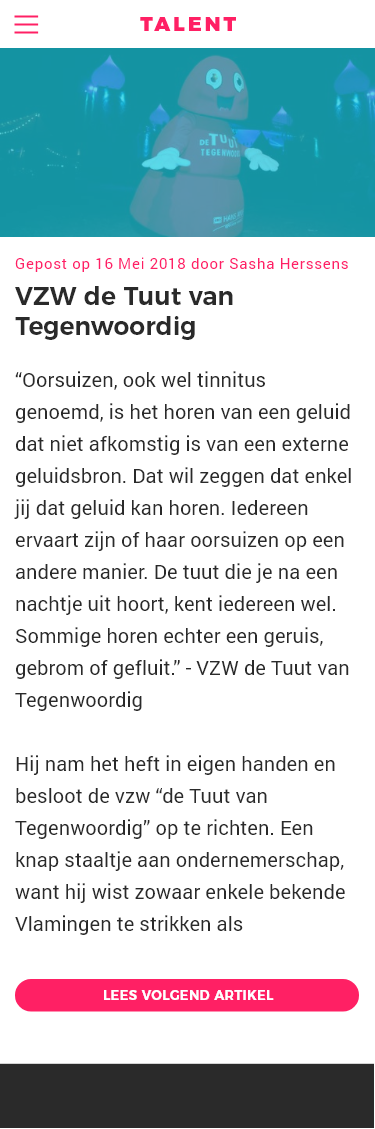 TALENT
DE TUUT
TEGENWOORDIG
Gepost op 16 Mei 2018 door Sasha Herssens
VZW de Tuut van
Tegenwoordig
“Oorsuizen, ook wel tinnitus
genoemd, is het horen van een geluid
dat niet afkomstig is van een externe
geluidsbron. Dat wil zeggen dat enkel
jij dat geluid kan horen. Iedereen
ervaart zijn of haar oorsuizen op een
andere manier. De tuut die je na een
nachtje uit hoort, kent iedereen wel.
Sommige horen echter een geruis,
gebrom of gefluit.” - VZW de Tuut van
Tegenwoordig
Hij nam het heft in eigen handen en
besloot de vzw “de Tuut van
Tegenwoordig” op te richten. Een
knap staaltje aan ondernemerschap,
want hij wist zowaar enkele bekende
Vlamingen te strikken als
LEES VOLGEND ARTIKEL